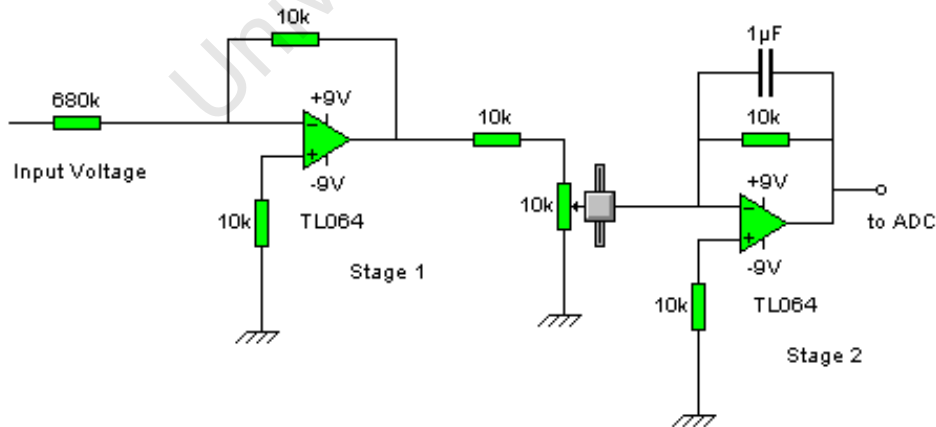 Univ
10k
680k
+9V
-9V
10k
TL064
Input Voltage
Stage 1
10k
10k
1µF
10k
+9V
-9V
10k
TL064
to ADC
Stage 2